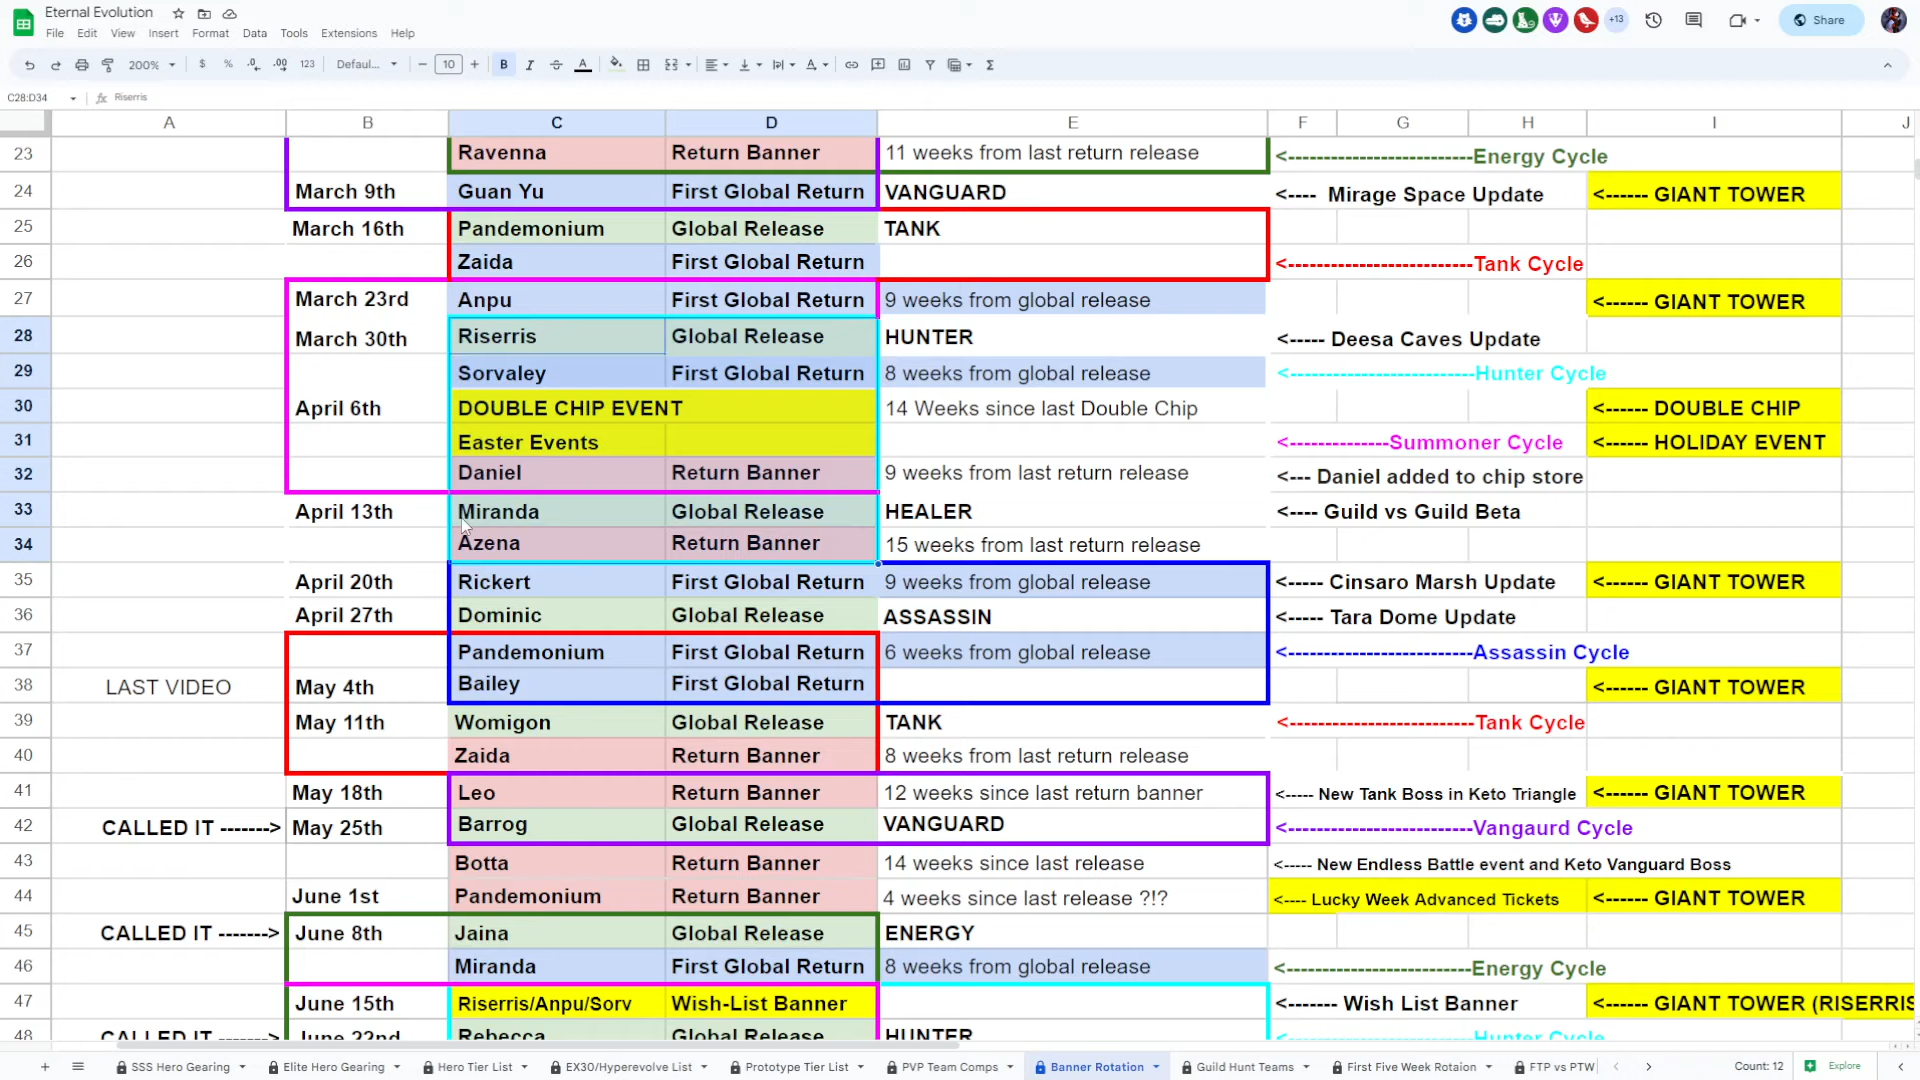 Eternal Evolution
File Edit View Insert Format Data Tools Extensions Help
+13
Share
200% $ % .0 .00 123 Defaul... − 10 + B I
C28:D34 fx Riserris
A B C D E F G H I J
23 Ravenna Return Banner 11 weeks from last return release <-------------------------Energy Cycle
24 March 9th Guan Yu First Global Return VANGUARD <---- Mirage Space Update <------ GIANT TOWER
25 March 16th Pandemonium Global Release TANK
26 Zaida First Global Return <-------------------------Tank Cycle
27 March 23rd Anpu First Global Return 9 weeks from global release <------ GIANT TOWER
28 March 30th Riserris Global Release HUNTER <----- Deesa Caves Update
29 Sorvaley First Global Return 8 weeks from global release <-------------------------Hunter Cycle
30 April 6th DOUBLE CHIP EVENT 14 Weeks since last Double Chip <------ DOUBLE CHIP
31 Easter Events <--------------Summoner Cycle <------ HOLIDAY EVENT
32 Daniel Return Banner 9 weeks from last return release <--- Daniel added to chip store
33 April 13th Miranda Global Release HEALER <---- Guild vs Guild Beta
34 Azena Return Banner 15 weeks from last return release
35 April 20th Rickert First Global Return 9 weeks from global release <----- Cinsaro Marsh Update <------ GIANT TOWER
36 April 27th Dominic Global Release ASSASSIN <----- Tara Dome Update
37 Pandemonium First Global Return 6 weeks from global release <-------------------------Assassin Cycle
38 LAST VIDEO May 4th Bailey First Global Return <------ GIANT TOWER
39 May 11th Womigon Global Release TANK <-------------------------Tank Cycle
40 Zaida Return Banner 8 weeks from last return release
41 May 18th Leo Return Banner 12 weeks since last return banner <----- New Tank Boss in Keto Triangle <------ GIANT TOWER
42 CALLED IT -------> May 25th Barrog Global Release VANGUARD <-------------------------Vangaurd Cycle
43 Botta Return Banner 14 weeks since last release <----- New Endless Battle event and Keto Vanguard Boss
44 June 1st Pandemonium Return Banner 4 weeks since last release ?!? <---- Lucky Week Advanced Tickets <------ GIANT TOWER
45 CALLED IT -------> June 8th Jaina Global Release ENERGY
46 Miranda First Global Return 8 weeks from global release <-------------------------Energy Cycle
47 June 15th Riserris/Anpu/Sorv Wish-List Banner <------- Wish List Banner <------ GIANT TOWER (RISERRIS
48 CALLED IT -------> June 22nd Rebecca Global Release HUNTER <-------------------------Hunter Cycle
SSS Hero Gearing Elite Hero Gearing Hero Tier List EX30/Hyperevolve List Prototype Tier List PVP Team Comps Banner Rotation Guild Hunt Teams First Five Week Rotaion FTP vs PTW Count: 12 Explore